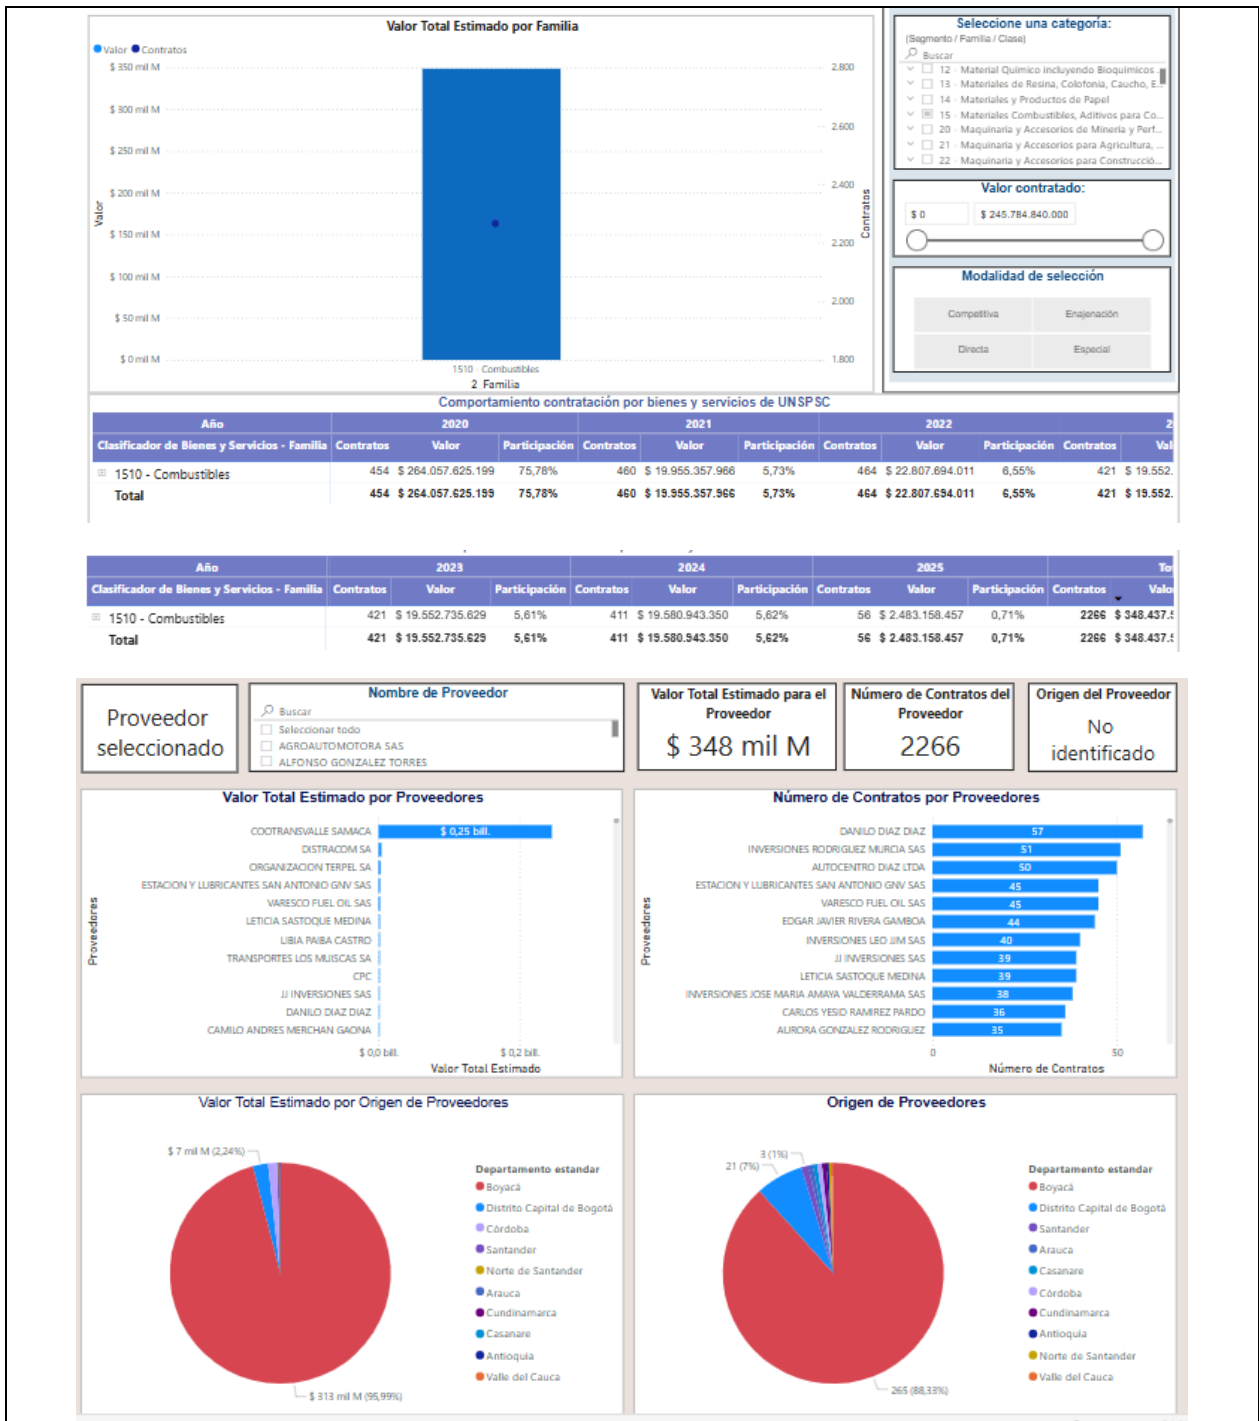 Valor Total Estimado por Familia
Valor Contratos
$ 350 mil M
$ 300 mil M
$ 250 mil M
$ 200 mil M
$ 150 mil M
$ 100 mil M
$ 50 mil M
$ 0 mil M
Valor
2.800
2.600
2.400
2.200
2.000
1.800
Contratos
1510 - Combustibles
2 Familia
Seleccione una categoría:
(Segmento / Familia / Clase)
Buscar
12 - Material Quimico incluyendo Bioquimicos ...
13 - Materiales de Resina, Colofonia, Caucho, E...
14 - Materiales y Productos de Papel
15 - Materiales Combustibles, Aditivos para Co...
20 - Maquinaria y Accesorios de Mineria y Perf...
21 - Maquinaria y Accesorios para Agricultura, ...
22 - Maquinaria y Accesorios para Construcció...
Valor contratado:
$ 0 $ 245.784.840.000
Modalidad de selección
Competitiva Enajenación
Directa Especial
Comportamiento contratación por bienes y servicios de UNSPSC
Año 2020 2021 2022 2
Clasificador de Bienes y Servicios - Familia Contratos Valor Participación Contratos Valor Participación Contratos Valor Participación Contratos Val
1510 - Combustibles 454 $ 264.057.625.199 75,78% 460 $ 19.955.357.966 5,73% 464 $ 22.807.694.011 6,55% 421 $ 19.552.
Total 454 $ 264.057.625.199 75,78% 460 $ 19.955.357.966 5,73% 464 $ 22.807.694.011 6,55% 421 $ 19.552.
Año 2023 2024 2025 To
Clasificador de Bienes y Servicios - Familia Contratos Valor Participación Contratos Valor Participación Contratos Valor Participación Contratos Valo
1510 - Combustibles 421 $ 19.552.735.629 5,61% 411 $ 19.580.943.350 5,62% 56 $ 2.483.158.457 0,71% 2266 $ 348.437.
Total 421 $ 19.552.735.629 5,61% 411 $ 19.580.943.350 5,62% 56 $ 2.483.158.457 0,71% 2266 $ 348.437.
Proveedor
seleccionado
Nombre de Proveedor
Buscar
Seleccionar todo
AGROAUTOMOTORA SAS
ALFONSO GONZALEZ TORRES
Valor Total Estimado para el
Proveedor
$ 348 mil M
Número de Contratos del
Proveedor
2266
Origen del Proveedor
No
identificado
Valor Total Estimado por Proveedores
Proveedores
COOTRANSVALLE SAMACA $ 0,25 bill.
DISTRACOM SA
ORGANIZACION TERPEL SA
ESTACION Y LUBRICANTES SAN ANTONIO GNV SAS
VARESCO FUEL OIL SAS
LETICIA SASTOQUE MEDINA
LIBIA PAIBA CASTRO
TRANSPORTES LOS MUISCAS SA
CPC
JJ INVERSIONES SAS
DANILO DIAZ DIAZ
CAMILO ANDRES MERCHAN GAONA
$ 0,0 bill. $ 0,2 bill.
Valor Total Estimado
Número de Contratos por Proveedores
Proveedores
DANILO DIAZ DIAZ 57
INVERSIONES RODRIGUEZ MURCIA SAS 51
AUTOCENTRO DIAZ LTDA 50
ESTACION Y LUBRICANTES SAN ANTONIO GNV SAS 45
VARESCO FUEL OIL SAS 45
EDGAR JAVIER RIVERA GAMBOA 44
INVERSIONES LEO JJM SAS 40
JJ INVERSIONES SAS 39
LETICIA SASTOQUE MEDINA 39
INVERSIONES JOSE MARIA AMAYA VALDERRAMA SAS 38
CARLOS YESID RAMIREZ PARDO 36
AURORA GONZALEZ RODRIGUEZ 35
0 50
Número de Contratos
Valor Total Estimado por Origen de Proveedores
$ 7 mil M (2,24%)
$ 313 mil M (95,99%)
Departamento estandar
Boyacá
Distrito Capital de Bogotá
Córdoba
Santander
Norte de Santander
Arauca
Cundinamarca
Casanare
Antioquia
Valle del Cauca
Origen de Proveedores
3 (1%)
21 (7%)
265 (88,33%)
Departamento estandar
Boyacá
Distrito Capital de Bogotá
Santander
Arauca
Casanare
Córdoba
Cundinamarca
Antioquia
Norte de Santander
Valle del Cauca